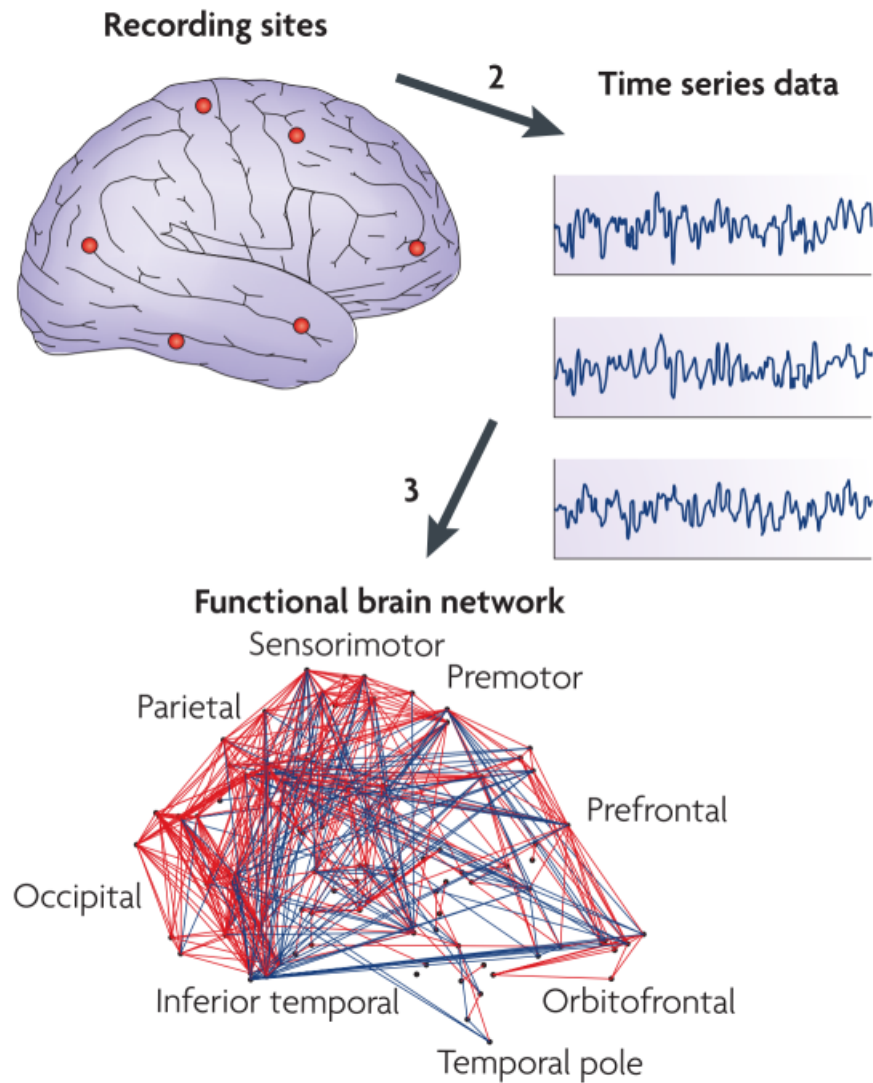 Recording sites
2
Time series data
3
Functional brain network
Sensorimotor
Premotor
Parietal
Prefrontal
Occipital
Inferior temporal
Orbitofrontal
Temporal pole